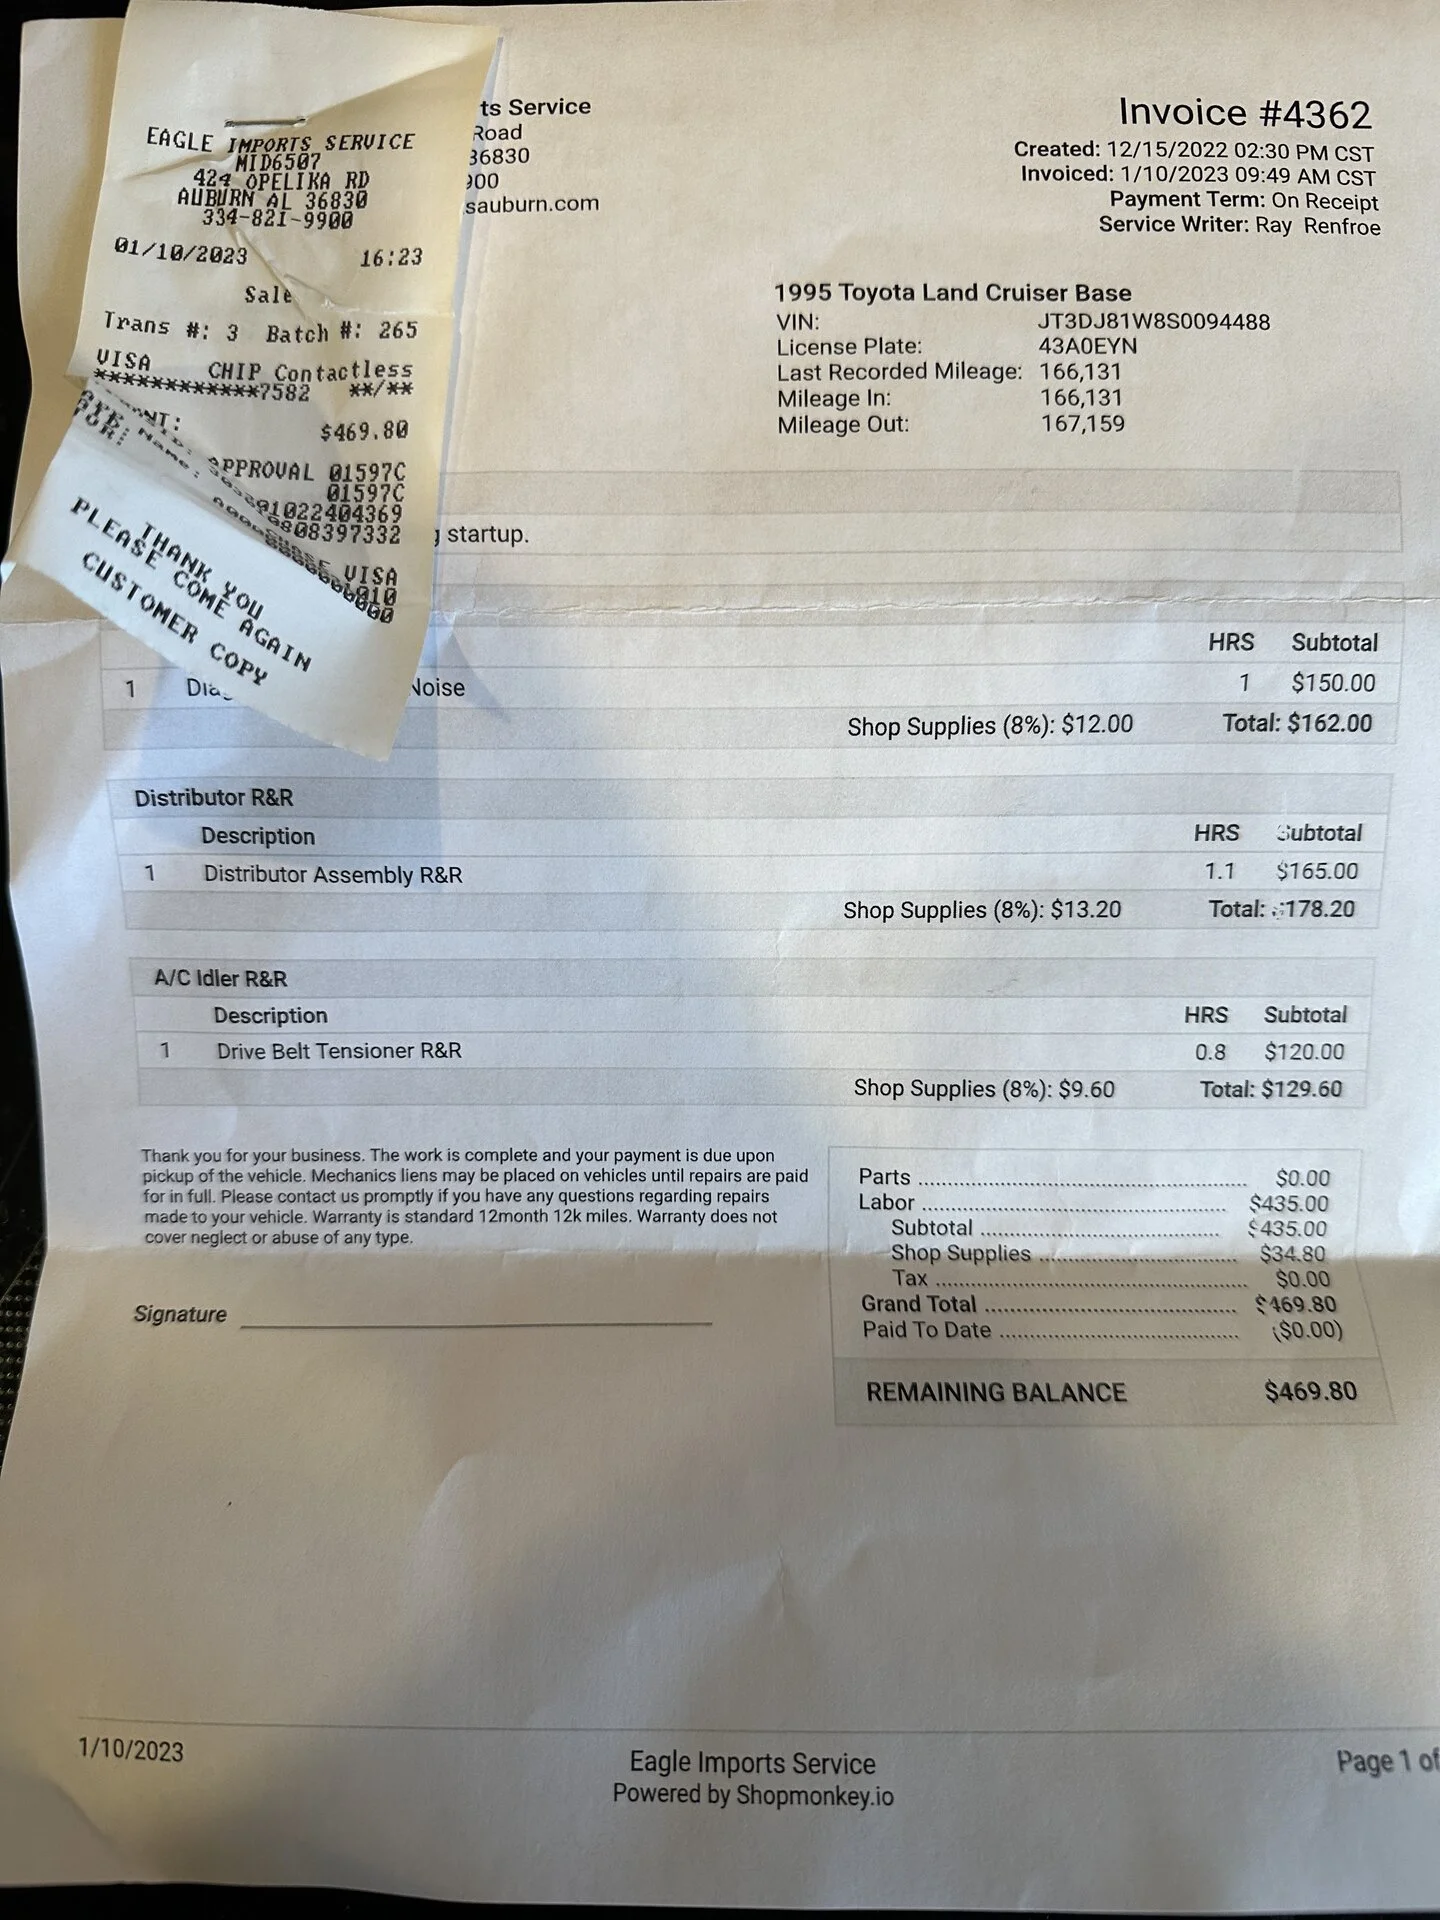 EAGLE IMPORTS SERVICE
MID6507
424 OPELIKA RD
AUBURN AL 36830
334-821-9900
01/10/2023 16:23
Sale
Trans #: 3 Batch #: 265
VISA CHIP Contactless
************7582 **/**
$469.80
APPROVAL 01597C
01597C
01022404369
808397332
VISA
THANK YOU
PLEASE COME AGAIN
CUSTOMER COPY
ts Service
Road
36830
900
sauburn.com
Invoice #4362
Created: 12/15/2022 02:30 PM CST
Invoiced: 1/10/2023 09:49 AM CST
Payment Term: On Receipt
Service Writer: Ray Renfroe
1995 Toyota Land Cruiser Base
VIN: JT3DJ81W8S0094488
License Plate: 43A0EYN
Last Recorded Mileage: 166,131
Mileage In: 166,131
Mileage Out: 167,159
startup.
HRS Subtotal
1 Noise 1 $150.00
Shop Supplies (8%): $12.00 Total: $162.00
Distributor R&R
Description HRS Subtotal
1 Distributor Assembly R&R 1.1 $165.00
Shop Supplies (8%): $13.20 Total: $178.20
A/C Idler R&R
Description HRS Subtotal
1 Drive Belt Tensioner R&R 0.8 $120.00
Shop Supplies (8%): $9.60 Total: $129.60
Thank you for your business. The work is complete and your payment is due upon
pickup of the vehicle. Mechanics liens may be placed on vehicles until repairs are paid
for in full. Please contact us promptly if you have any questions regarding repairs
made to your vehicle. Warranty is standard 12month 12k miles. Warranty does not
cover neglect or abuse of any type.
Signature
Parts $0.00
Labor $435.00
Subtotal $435.00
Shop Supplies $34.80
Tax $0.00
Grand Total $469.80
Paid To Date ($0.00)
REMAINING BALANCE $469.80
1/10/2023
Eagle Imports Service
Powered by Shopmonkey.io
Page 1 of